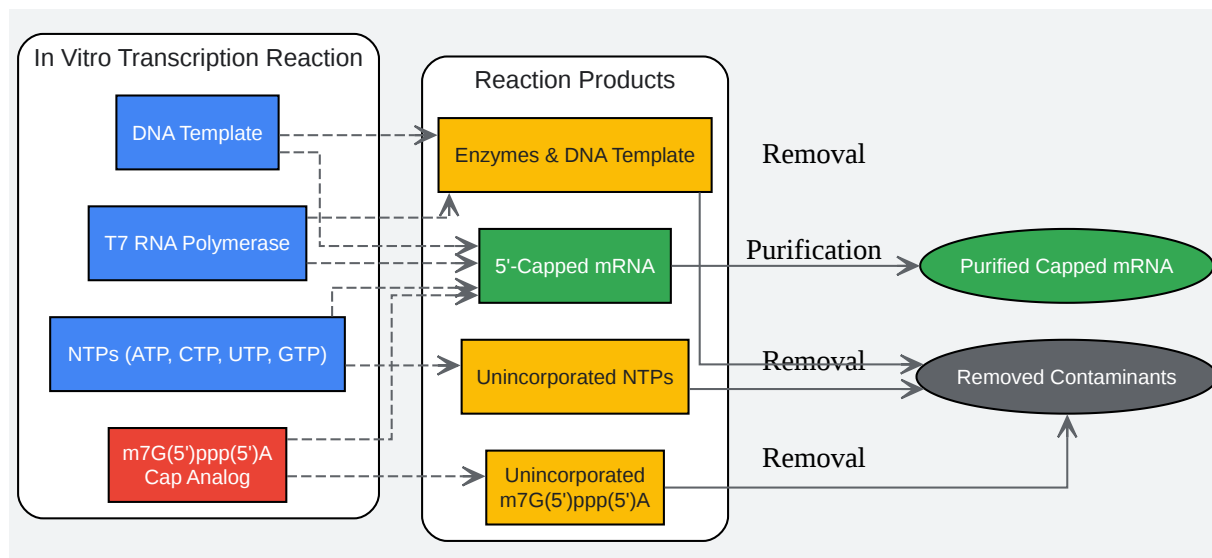 In Vitro Transcription Reaction
DNA Template
T7 RNA Polymerase
NTPs (ATP, CTP, UTP, GTP)
m7G(5')ppp(5')A
Cap Analog
Reaction Products
Enzymes & DNA Template
5'-Capped mRNA
Unincorporated NTPs
Unincorporated
m7G(5')ppp(5')A
Removal
Purification
Removal
Removal
Purified Capped mRNA
Removed Contaminants